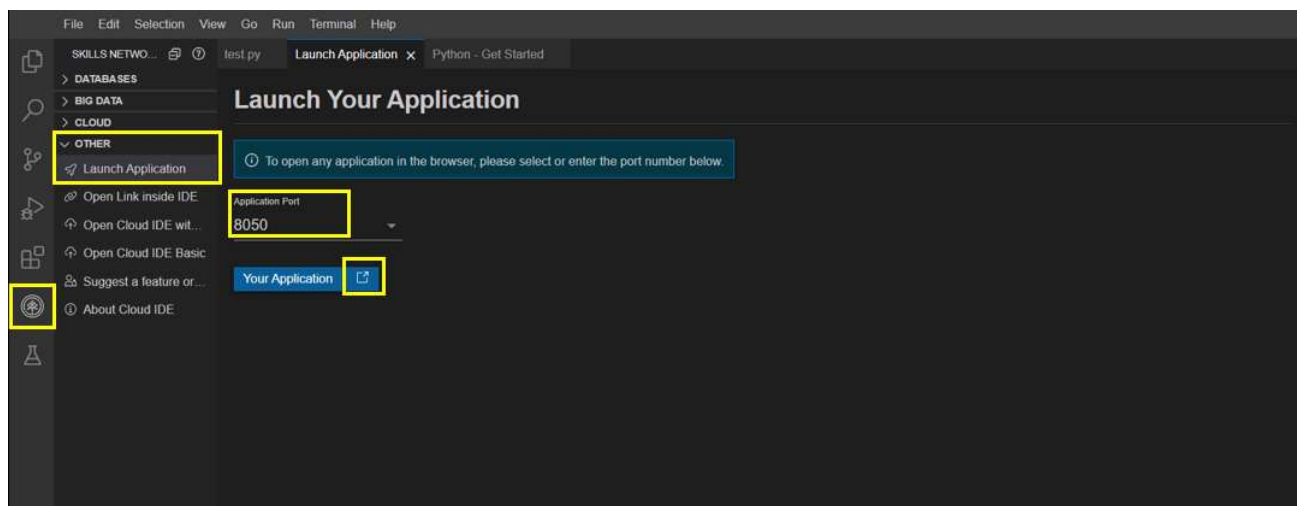 File Edit Selection View Go Run Terminal Help
SKILLS NETWO...
test.py Launch Application Python - Get Started
DATABASES
BIG DATA
CLOUD
OTHER
Launch Application
Open Link inside IDE
Open Cloud IDE wit...
Open Cloud IDE Basic
Suggest a feature or...
About Cloud IDE
Launch Your Application
To open any application in the browser, please select or enter the port number below.
Application Port
8050
Your Application